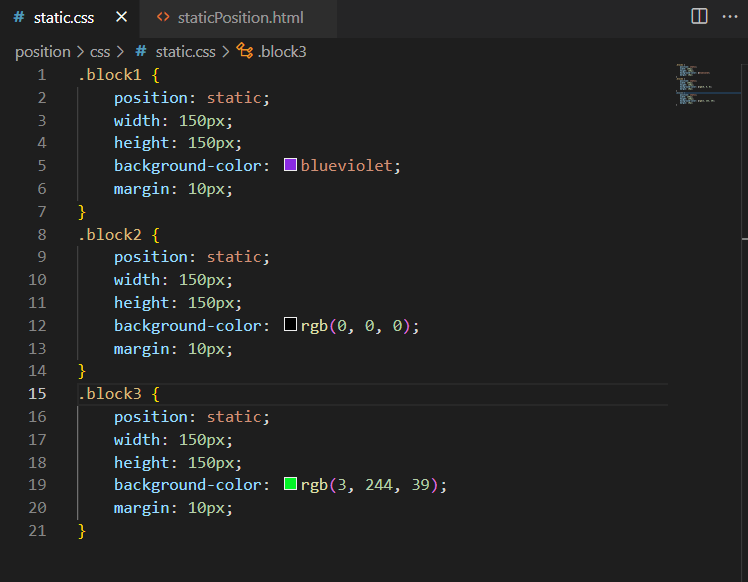 # static.css × <> staticPosition.html ···
position > css > # static.css > .block3
1 .block1 {
2     position: static;
3     width: 150px;
4     height: 150px;
5     background-color: blueviolet;
6     margin: 10px;
7 }
8 .block2 {
9     position: static;
10     width: 150px;
11     height: 150px;
12     background-color: rgb(0, 0, 0);
13     margin: 10px;
14 }
15 .block3 {
16     position: static;
17     width: 150px;
18     height: 150px;
19     background-color: rgb(3, 244, 39);
20     margin: 10px;
21 }